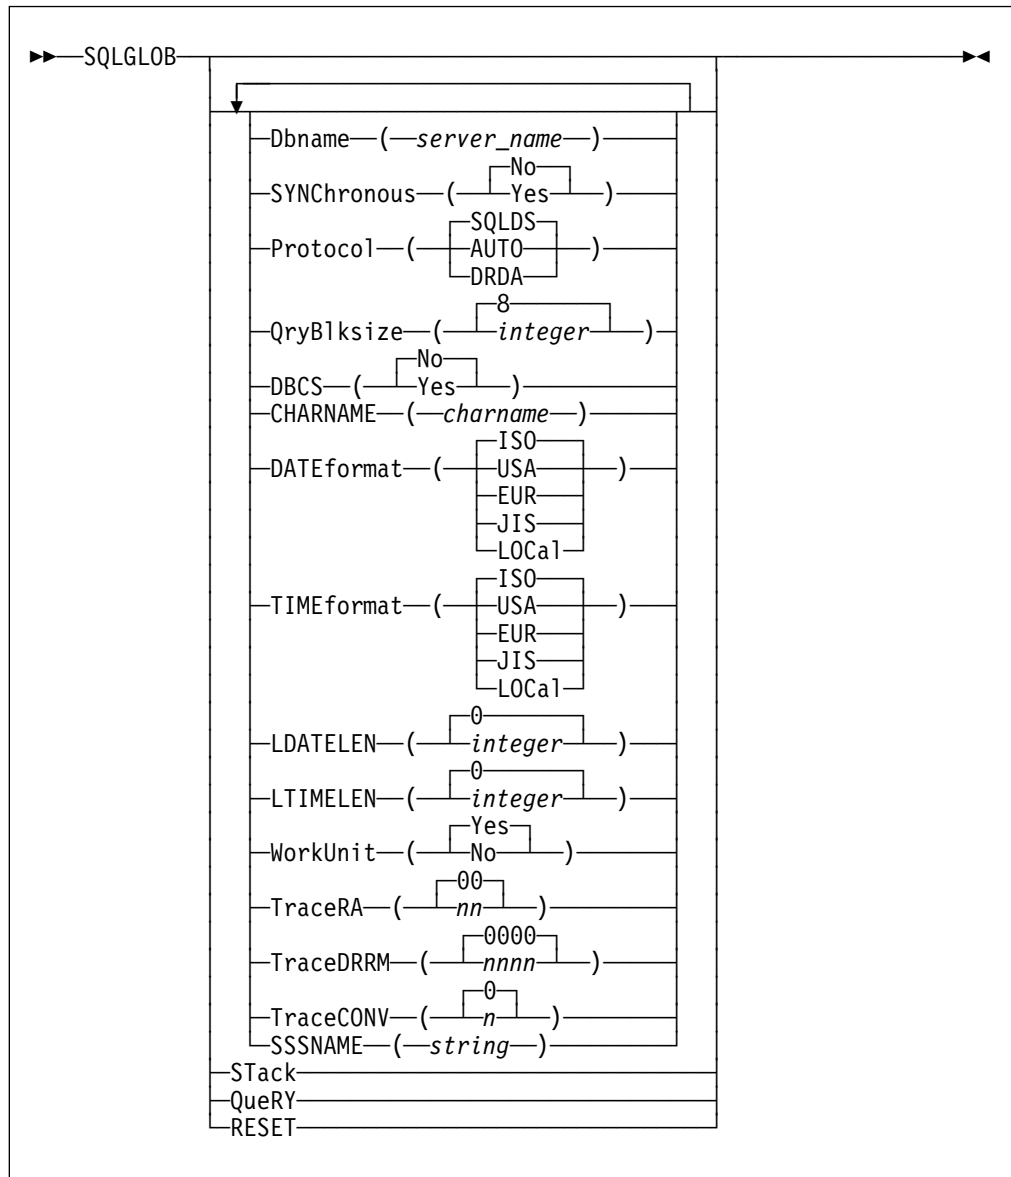 SQLGLOB
Dbname ( server_name )
No
SYNChronous ( Yes )
SQLDS
Protocol ( AUTO )
DRDA
8
QryBlksize ( integer )
No
DBCS ( Yes )
CHARNAME ( charname )
ISO
DATEformat ( USA )
EUR
JIS
LOCal
ISO
TIMEformat ( USA )
EUR
JIS
LOCal
0
LDATELEN ( integer )
0
LTIMELEN ( integer )
Yes
WorkUnit ( No )
00
TraceRA ( nn )
0000
TraceDRRM ( nnnn )
0
TraceCONV ( n )
SSSNAME ( string )
STack
QueRY
RESET